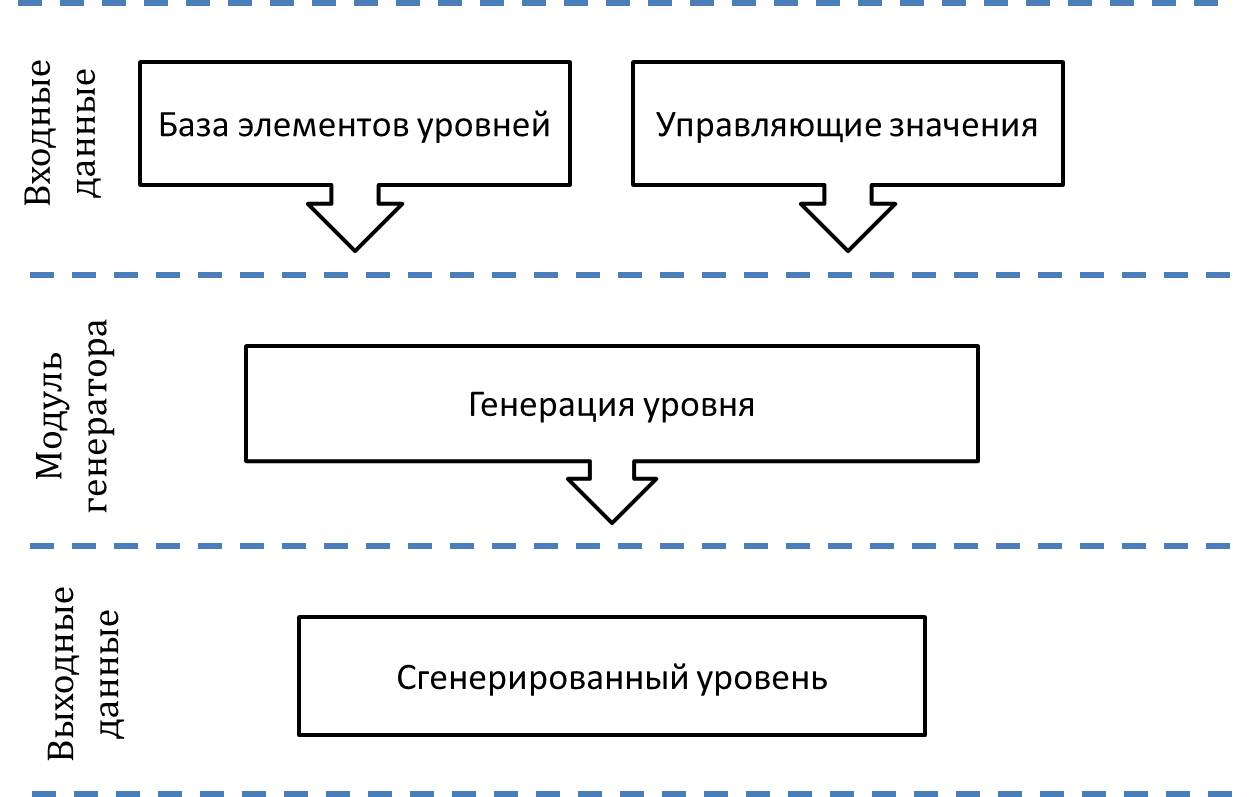 Входные
данные
База элементов уровней
Управляющие значения
Модуль
генератора
Генерация уровня
Выходные
данные
Сгенерированный уровень